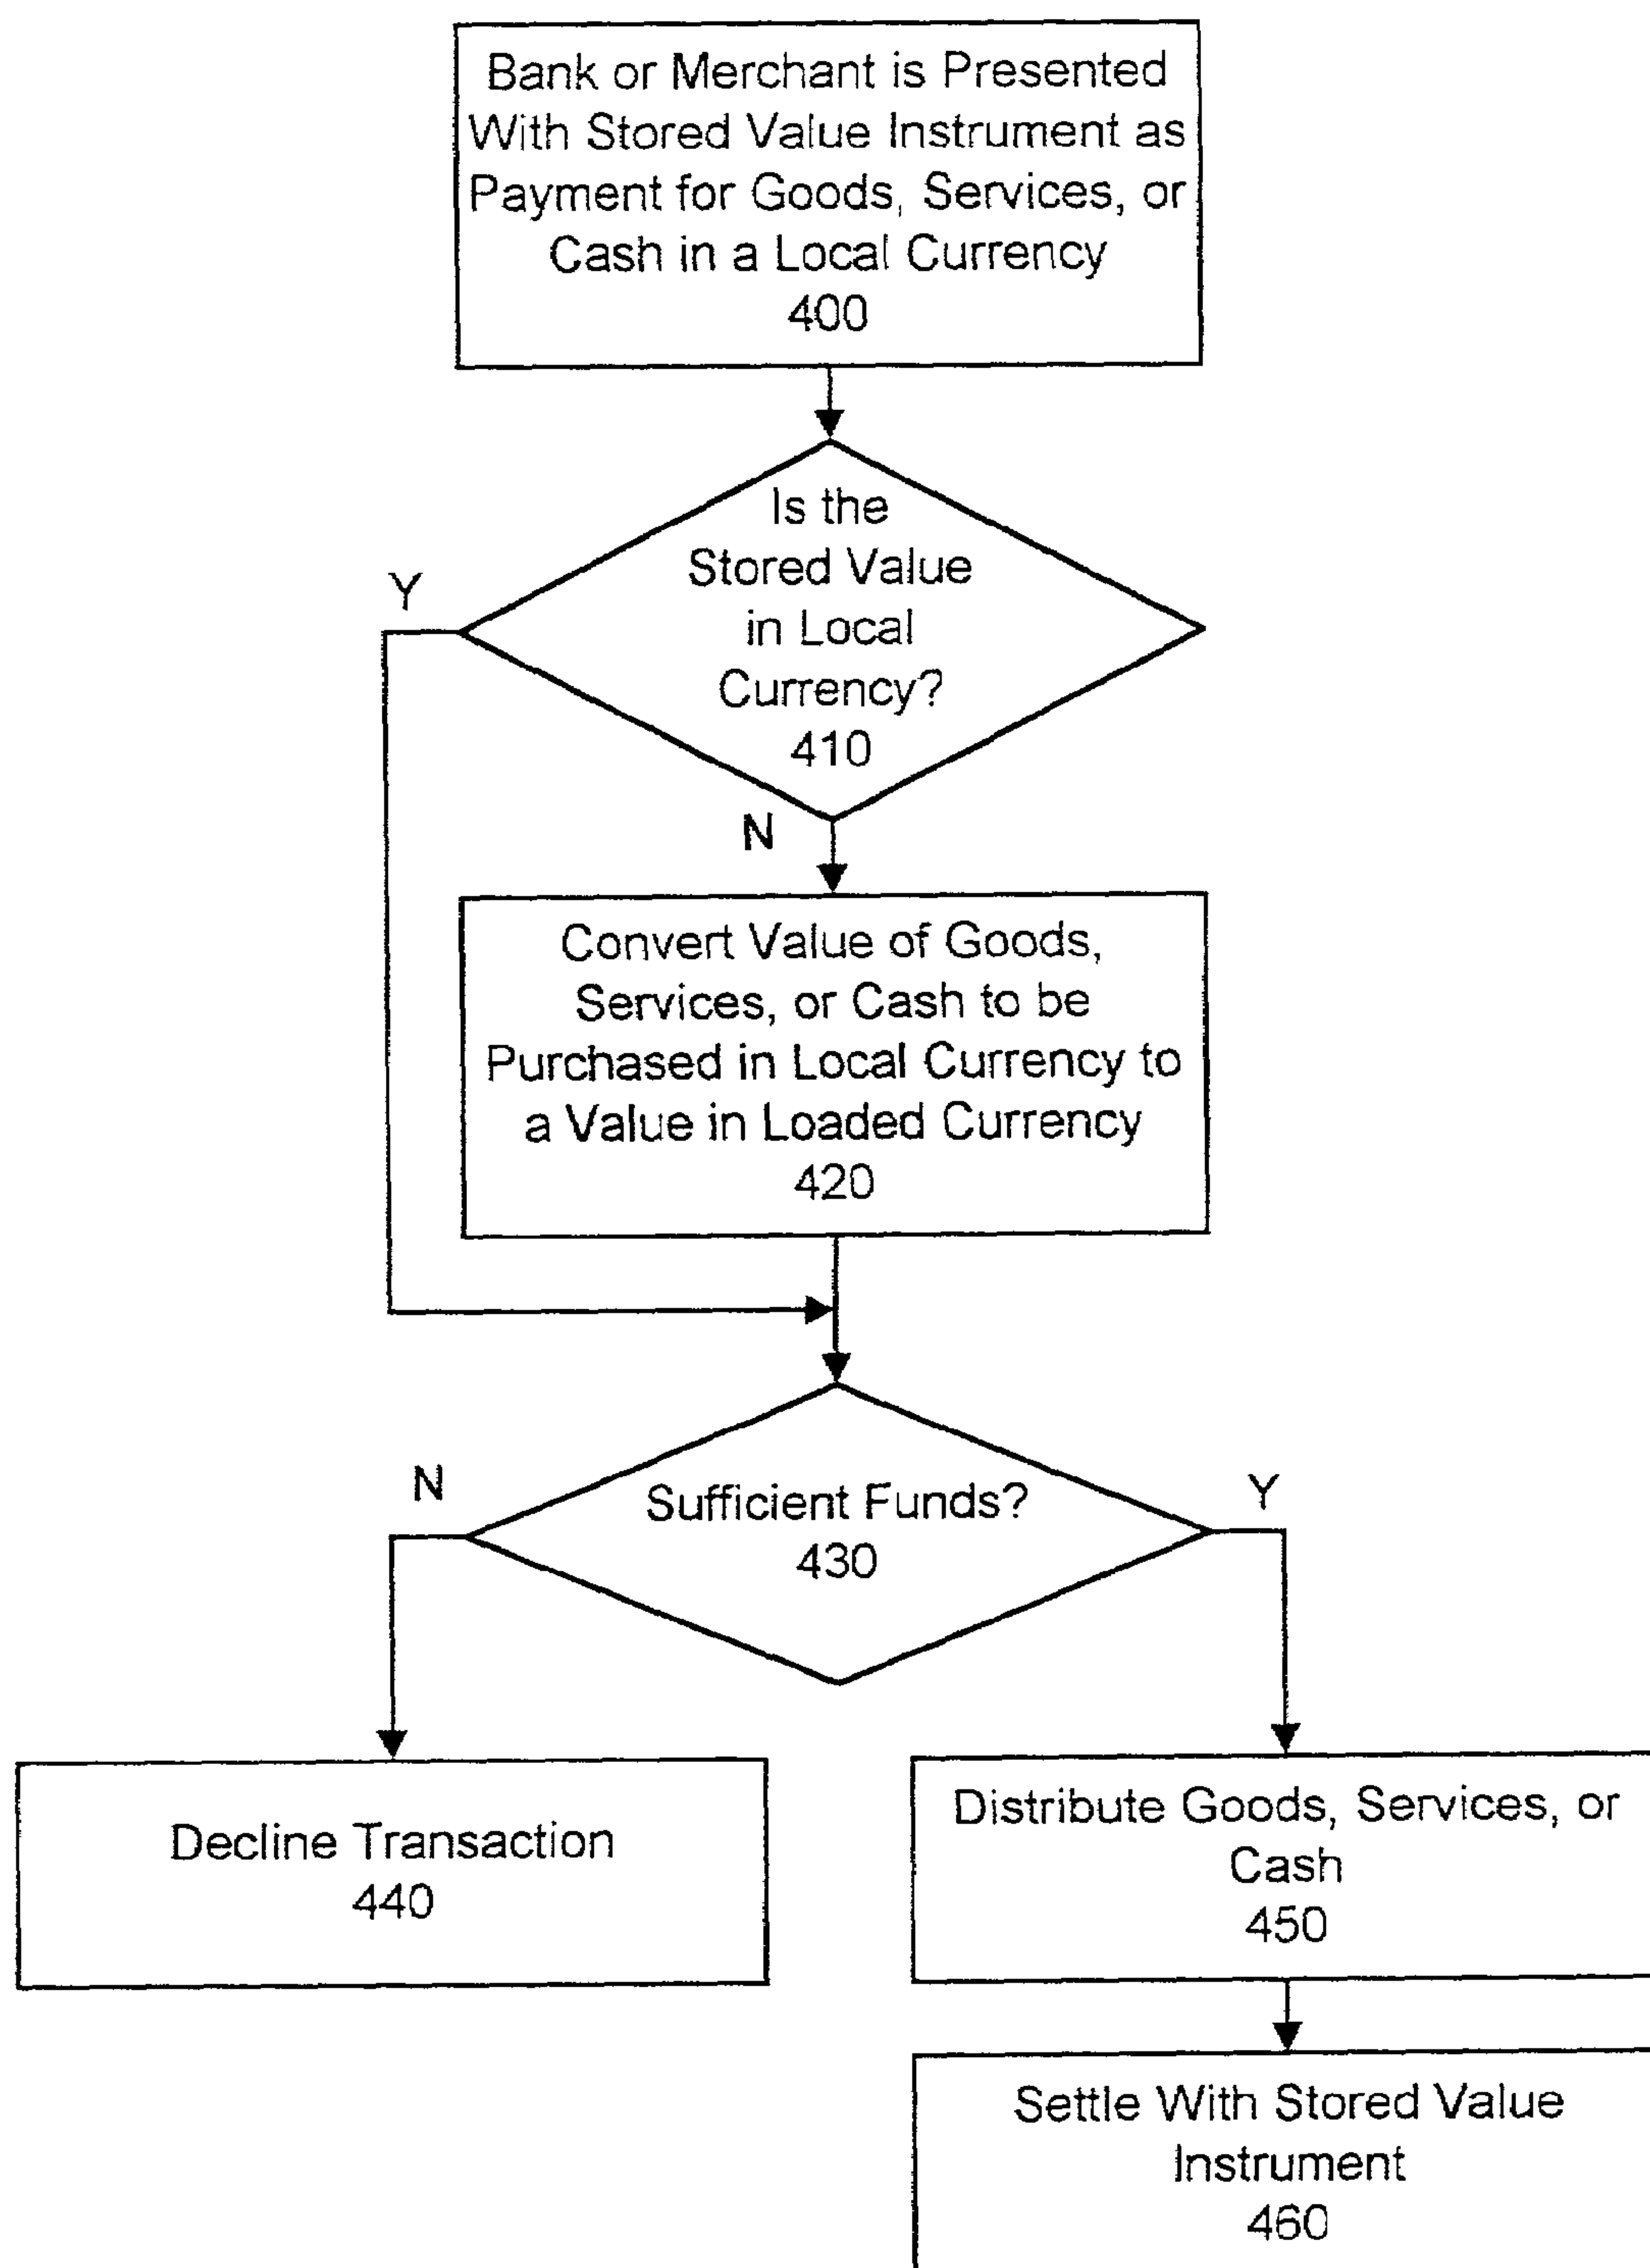 Bank or Merchant is Presented
With Stored Value Instrument as
Payment for Goods, Services, or
Cash in a Local Currency
400
Is the
Stored Value
in Local
Currency?
410
Y
N
Convert Value of Goods,
Services, or Cash to be
Purchased in Local Currency to
a Value in Loaded Currency
420
Sufficient Funds?
430
N
Y
Decline Transaction
440
Distribute Goods, Services, or
Cash
450
Settle With Stored Value
Instrument
460